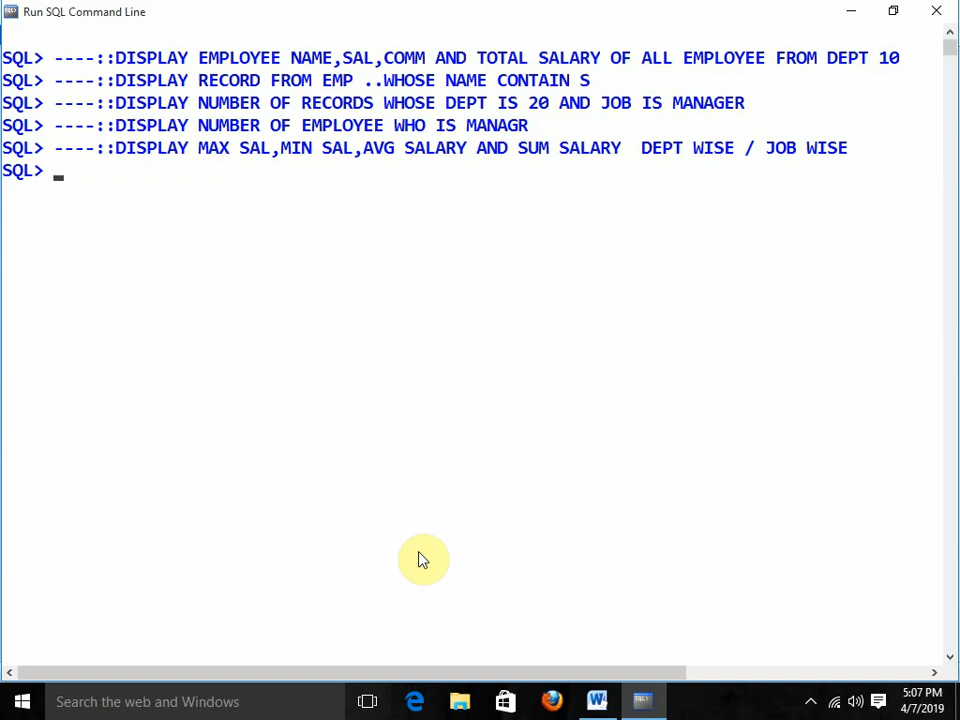 Run SQL Command Line
SQL> ----::DISPLAY EMPLOYEE NAME,SAL,COMM AND TOTAL SALARY OF ALL EMPLOYEE FROM DEPT 10
SQL> ----::DISPLAY RECORD FROM EMP ..WHOSE NAME CONTAIN S
SQL> ----::DISPLAY NUMBER OF RECORDS WHOSE DEPT IS 20 AND JOB IS MANAGER
SQL> ----::DISPLAY NUMBER OF EMPLOYEE WHO IS MANAGR
SQL> ----::DISPLAY MAX SAL,MIN SAL,AVG SALARY AND SUM SALARY  DEPT WISE / JOB WISE
SQL> _
Search the web and Windows
5:07 PM
4/7/2019